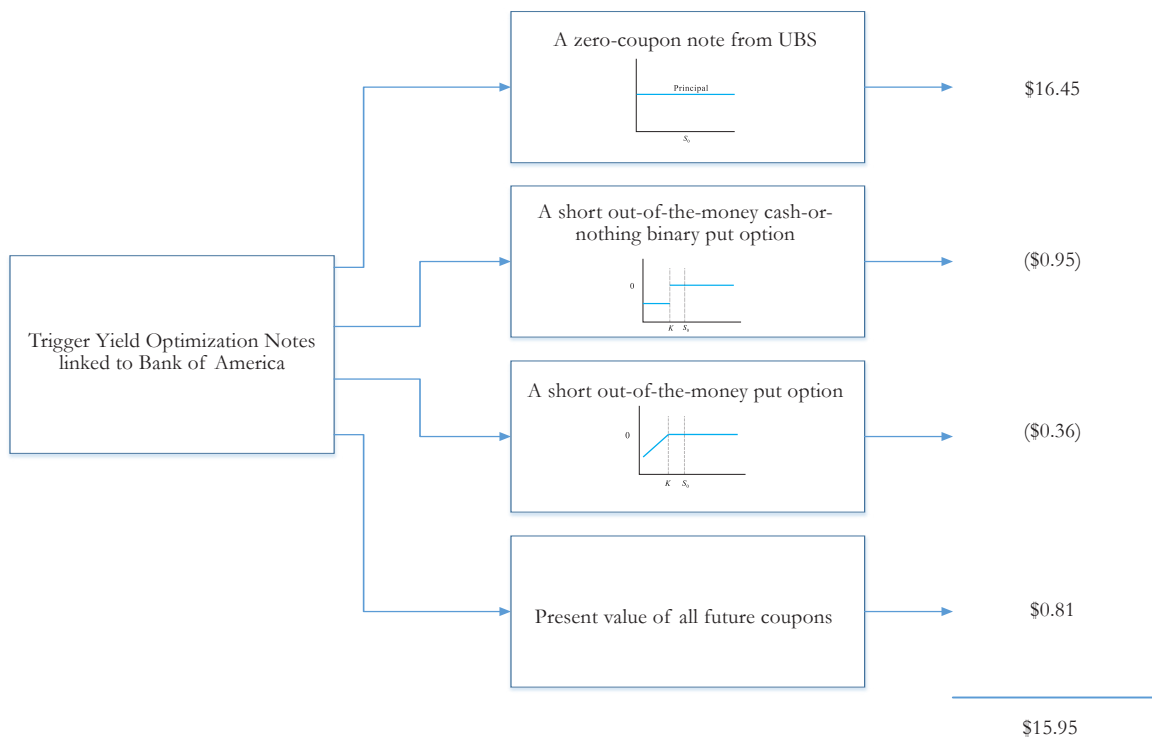 A zero-coupon note from UBS
Principal
S0
$16.45
A short out-of-the-money cash-or-
nothing binary put option
0
K S0
($0.95)
Trigger Yield Optimization Notes
linked to Bank of America
A short out-of-the-money put option
0
K S0
($0.36)
Present value of all future coupons
$0.81
$15.95